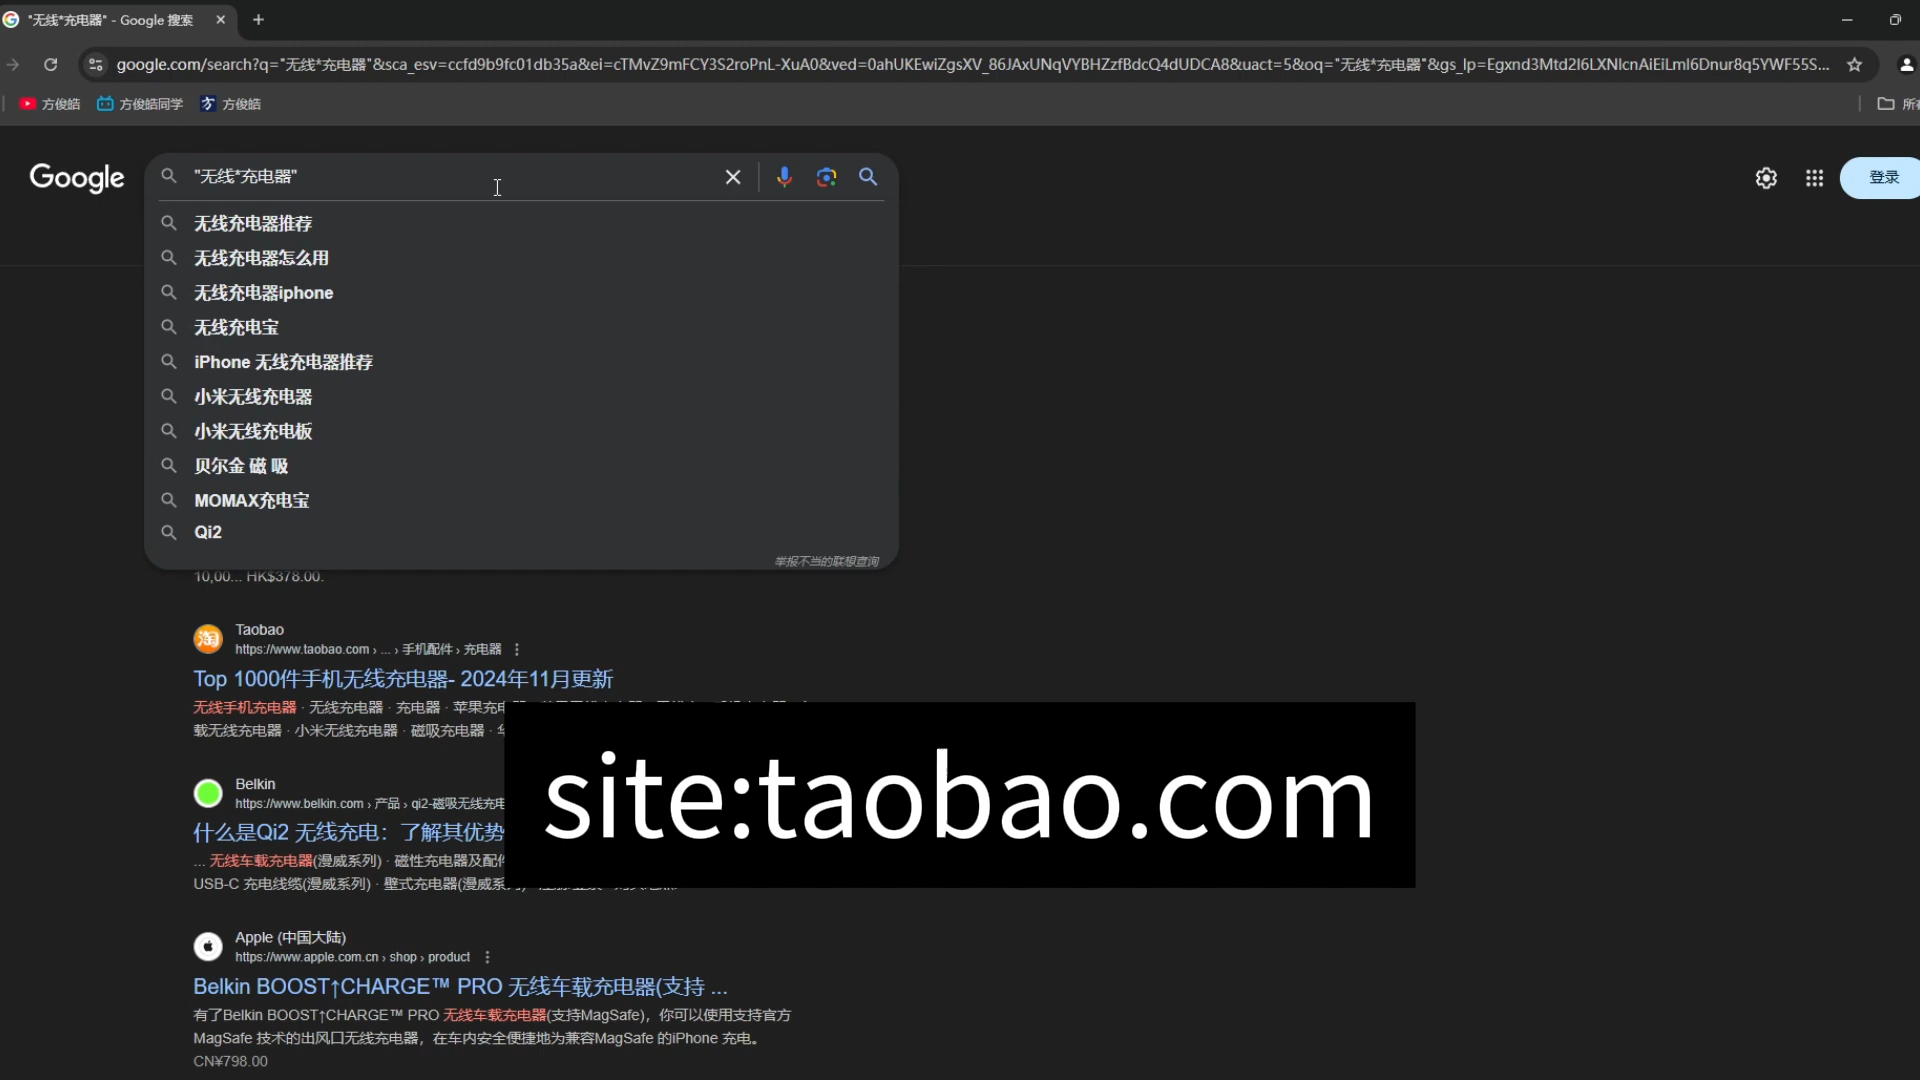 "无线*充电器" - Google 搜索
google.com/search?q="无线*充电器"&sca_esv=ccfd9b9fc01db35a&ei=cTMvZ9mFCY3S2roPnL-XuA0&ved=0ahUKEwiZgsXV_86JAxUNqVYBHZzfBdcQ4dUDCA8&uact=5&oq="无线*充电器"&gs_lp=Egxnd3Mtd2l6LXNlcnAiEiLml6Dnur8q5YWF55S...
方俊皓 方俊皓同学 方俊皓
Google
"无线*充电器"
登录
无线充电器推荐
无线充电器怎么用
无线充电器iphone
无线充电宝
iPhone 无线充电器推荐
小米无线充电器
小米无线充电板
贝尔金 磁 吸
MOMAX充电宝
Qi2
举报不当的联想查询
10,00... HK$378.00.
淘
Taobao
https://www.taobao.com › ... › 手机配件 › 充电器
Top 1000件手机无线充电器- 2024年11月更新
无线手机充电器 · 无线充电器 · 充电器 · 苹果充电
载无线充电器 · 小米无线充电器 · 磁吸充电器 ·
Belkin
https://www.belkin.com › 产品 › qi2-磁吸无线充电
什么是Qi2 无线充电：了解其优势
... 无线车载充电器(漫威系列) · 磁性充电器及配件
USB-C 充电线缆(漫威系列) · 壁式充电器(漫威系
site:taobao.com
Apple (中国大陆)
https://www.apple.com.cn › shop › product
Belkin BOOST↑CHARGE™ PRO 无线车载充电器(支持 ...
有了Belkin BOOST↑CHARGE™ PRO 无线车载充电器(支持MagSafe)，你可以使用支持官方
MagSafe 技术的出风口无线充电器，在车内安全便捷地为兼容MagSafe 的iPhone 充电。
CN¥798.00